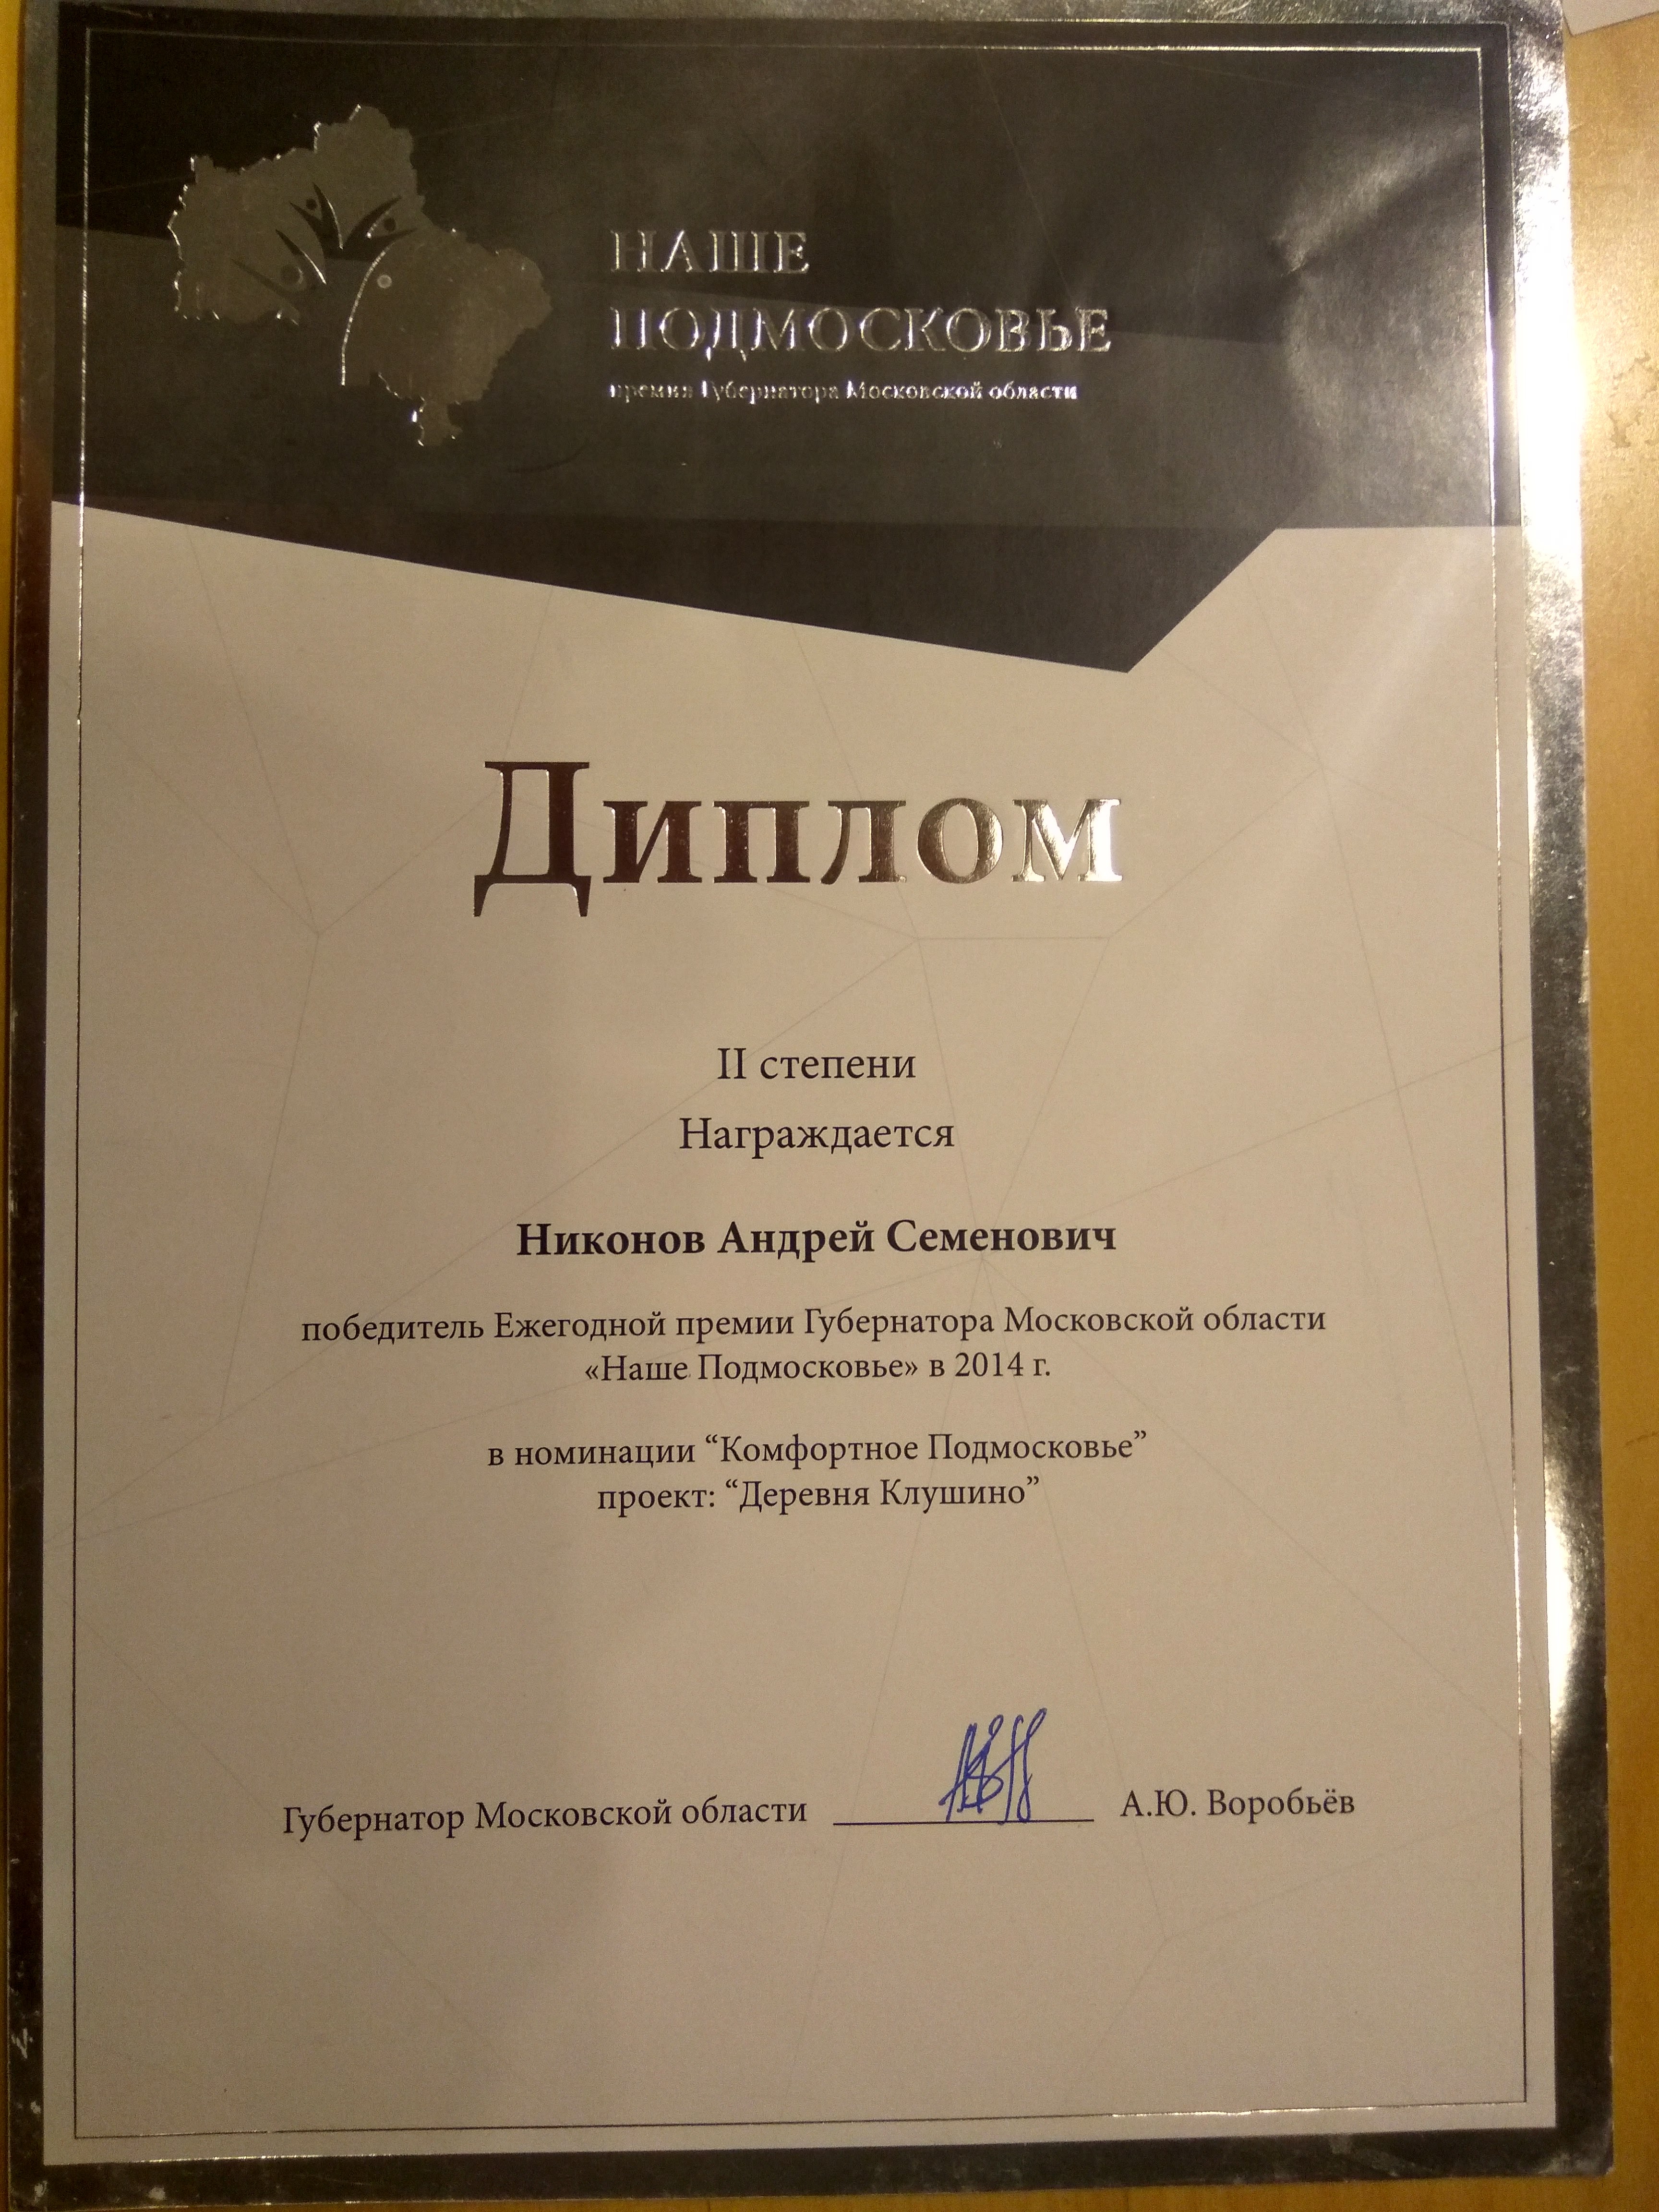 НАШЕ
ПОДМОСКОВЬЕ
премия Губернатора Московской области
Диплом
II степени
Награждается
Никонов Андрей Семенович
победитель Ежегодной премии Губернатора Московской области
«Наше Подмосковье» в 2014 г.
в номинации “Комфортное Подмосковье”
проект: “Деревня Клушино”
Губернатор Московской области А.Ю. Воробьёв